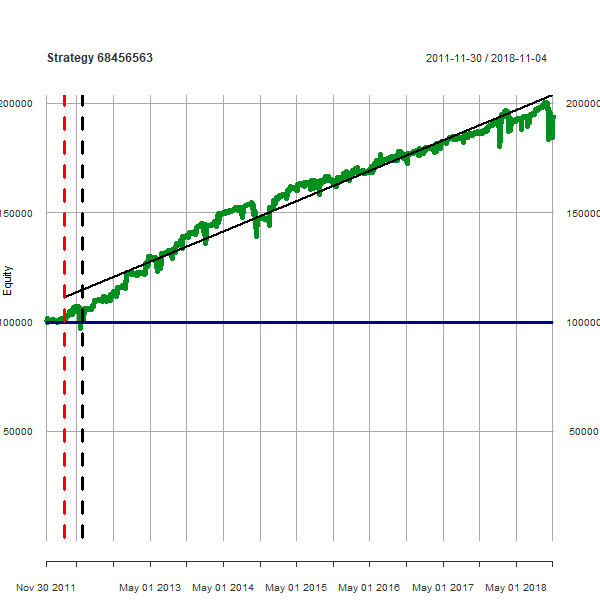 Strategy 68456563
2011-11-30 / 2018-11-04
200000 200000
150000 150000
Equity
100000 100000
50000 50000
Nov 30 2011 May 01 2013 May 01 2014 May 01 2015 May 01 2016 May 01 2017 May 01 2018